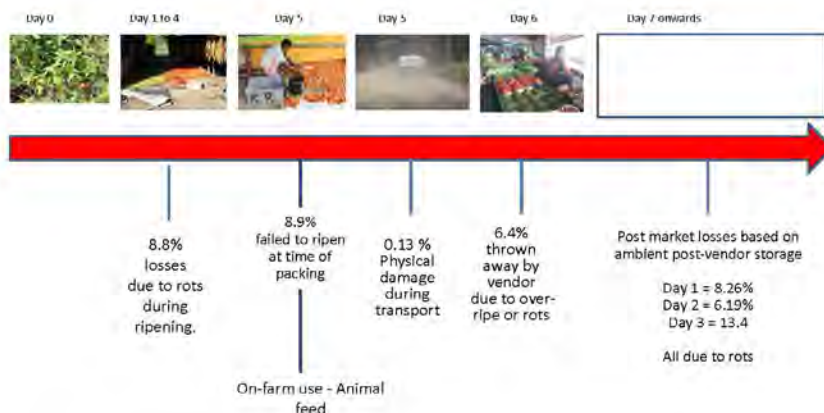 Day 0
Day 1 to 4
Day 5
Day 5
Day 6
Day 7 onwards
8.8%
losses
due to rots
during
ripening.
8.9%
failed to ripen
at time of
packing
On-farm use - Animal
feed
0.13 %
Physical
damage
during
transport
6.4%
thrown
away by
vendor
due to over-
ripe or rots
Post market losses based on
ambient post-vendor storage
Day 1 = 8.26%
Day 2 = 6.19%
Day 3 = 13.4
All due to rots